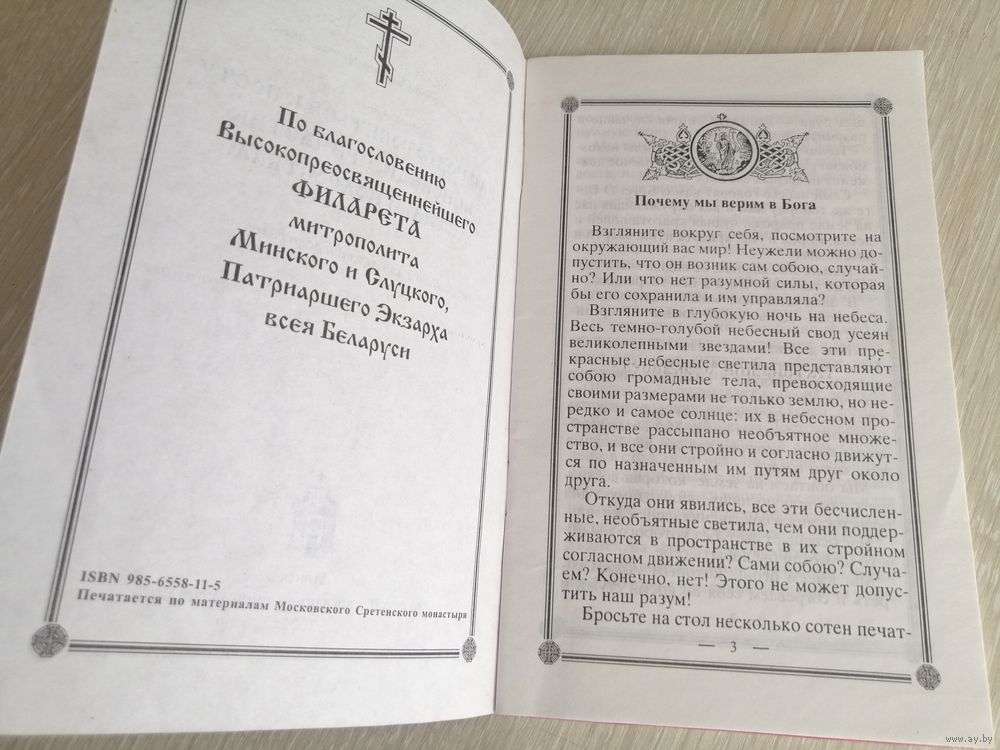 По благословению
Высокопреосвященнейшего
ФИЛАРЕТА
митрополита
Минского и Слуцкого,
Патриаршего Экзарха
всея Беларуси
ISBN 985-6558-11-5
Печатается по материалам Московского Сретенского монастыря
Почему мы верим в Бога
Взгляните вокруг себя, посмотрите на
окружающий вас мир! Неужели можно до-
пустить, что он возник сам собою, случай-
но? Или что нет разумной силы, которая
бы его сохранила и им управляла?
Взгляните в глубокую ночь на небеса.
Весь темно-голубой небесный свод усеян
великолепными звездами! Все эти пре-
красные небесные светила представляют
собою громадные тела, превосходящие
своими размерами не только землю, но не-
редко и самое солнце: их в небесном про-
странстве рассыпано необъятное множе-
ство, и все они стройно и согласно движут-
ся по назначенным им путям друг около
друга.
Откуда они явились, все эти бесчислен-
ные, необъятные светила, чем они поддер-
живаются в пространстве в их стройном
согласном движении? Сами собою? Случа-
ем? Конечно, нет! Этого не может допус-
тить наш разум!
Бросьте на стол несколько сотен печат-
— 3 —
www.ay.by